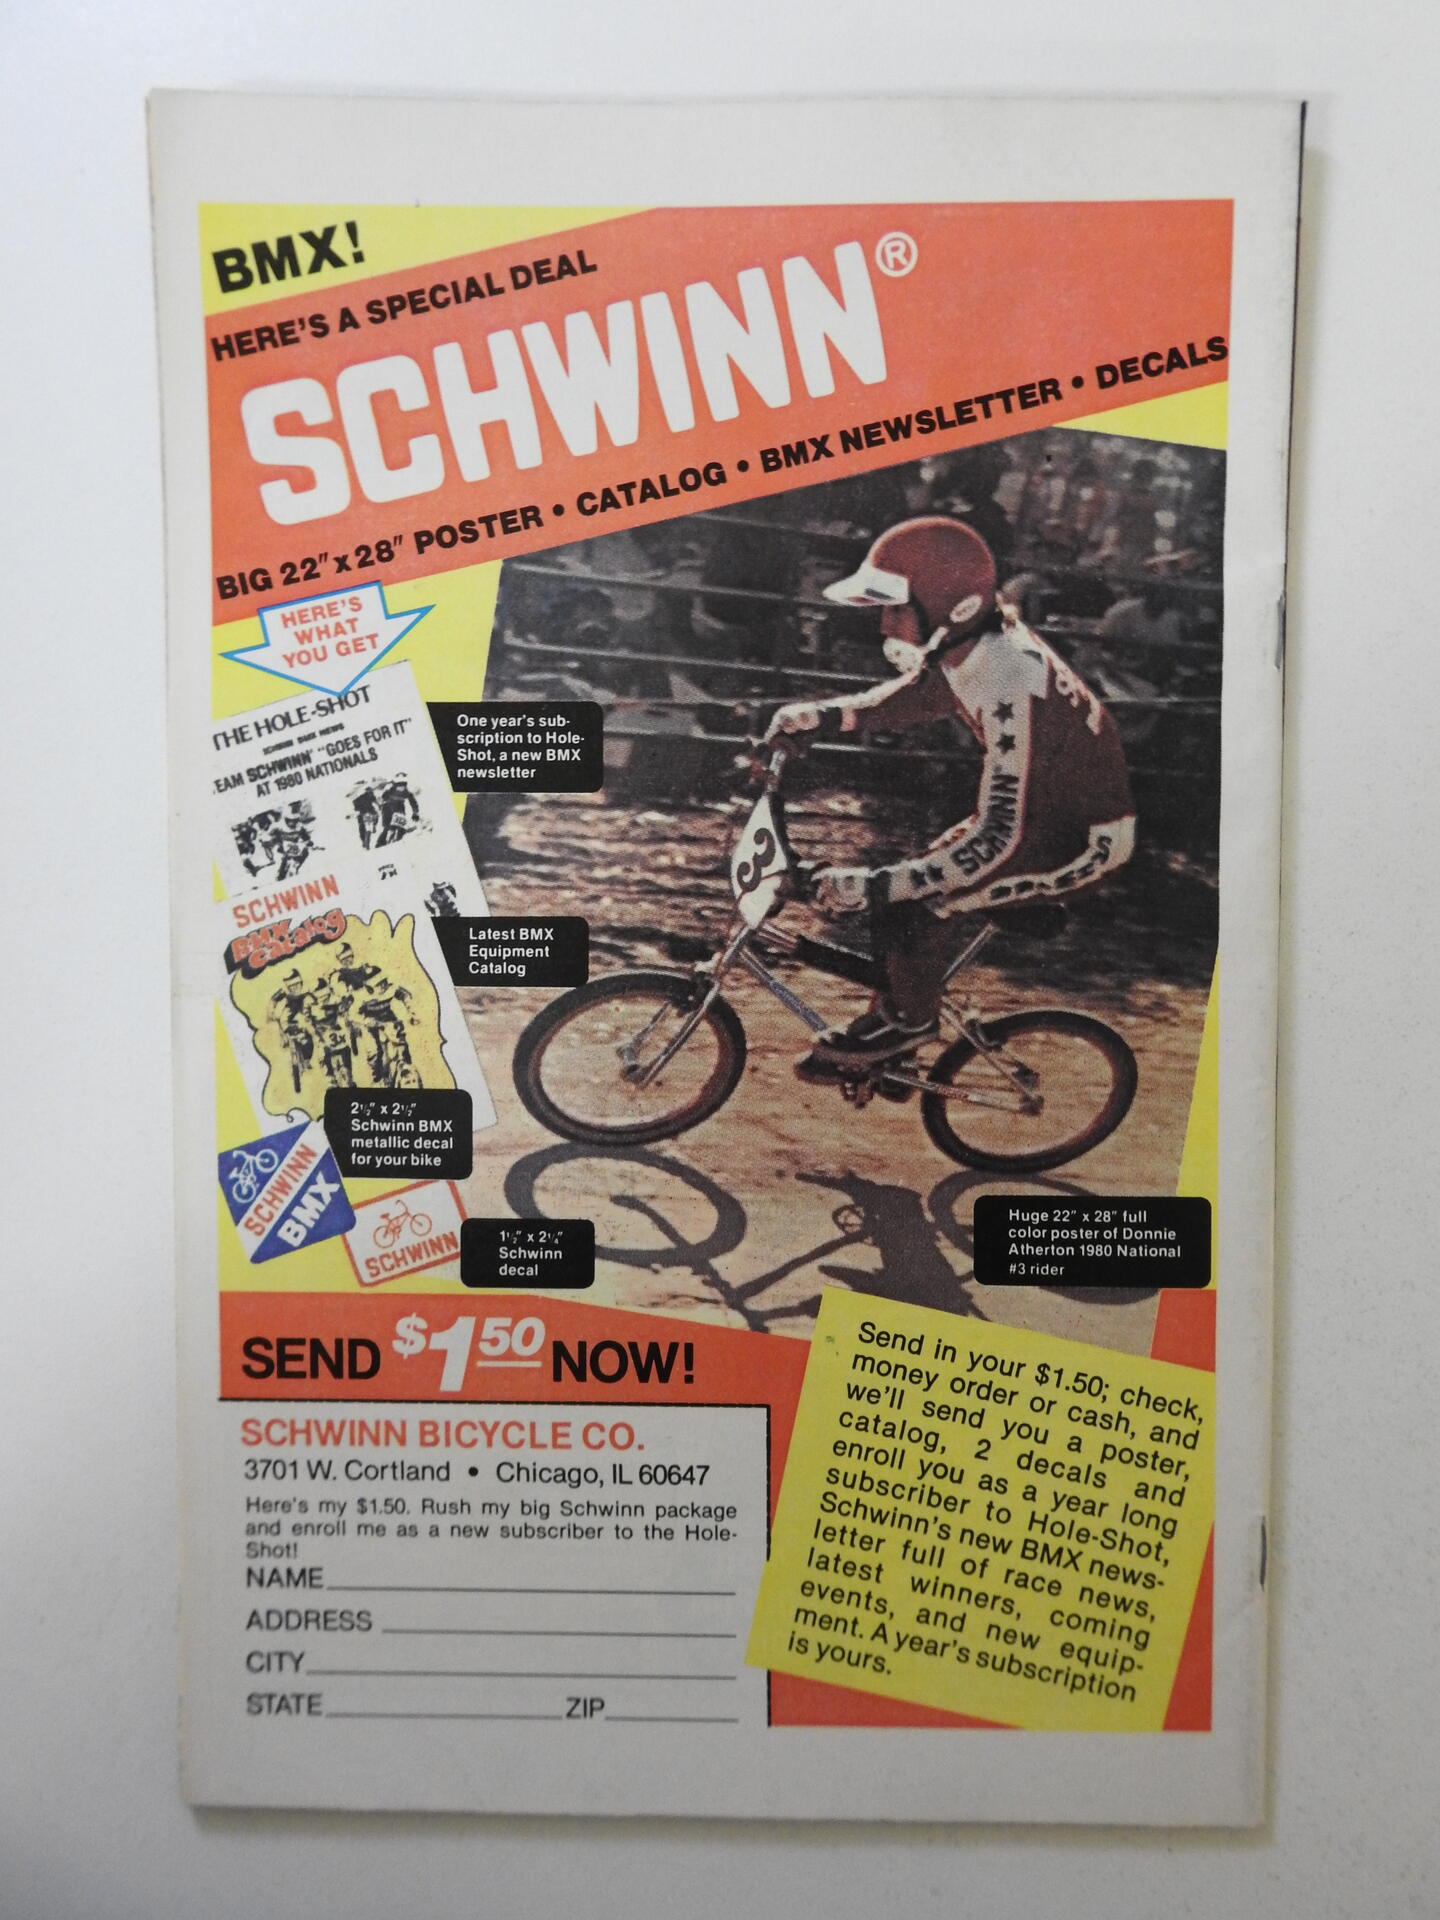 BMX!
HERE'S A SPECIAL DEAL
SCHWINN®
BIG 22" x 28" POSTER • CATALOG • BMX NEWSLETTER • DECALS
HERE'S
WHAT
YOU GET
THE HOLE-SHOT
SCHWINN BMX NEWS
TEAM SCHWINN "GOES FOR IT"
AT 1980 NATIONALS
One year's sub-
scription to Hole-
Shot, a new BMX
newsletter
SCHWINN
BMX
Catalog
Latest BMX
Equipment
Catalog
2½" x 2½"
Schwinn BMX
metallic decal
for your bike
SCHWINN
BMX
SCHWINN
1½" x 2¼"
Schwinn
decal
3
SCHWINN
Huge 22" x 28" full
color poster of Donnie
Atherton 1980 National
#3 rider
SEND $1.50 NOW!
SCHWINN BICYCLE CO.
3701 W. Cortland • Chicago, IL 60647
Here's my $1.50. Rush my big Schwinn package
and enroll me as a new subscriber to the Hole-
Shot!
NAME
ADDRESS
CITY
STATE ZIP
Send in your $1.50; check,
money order or cash, and
we'll send you a poster,
catalog, 2 decals and
enroll you as a year long
subscriber to Hole-Shot,
Schwinn's new BMX news-
letter full of race news,
latest winners, coming
events, and new equip-
ment. A year's subscription
is yours.